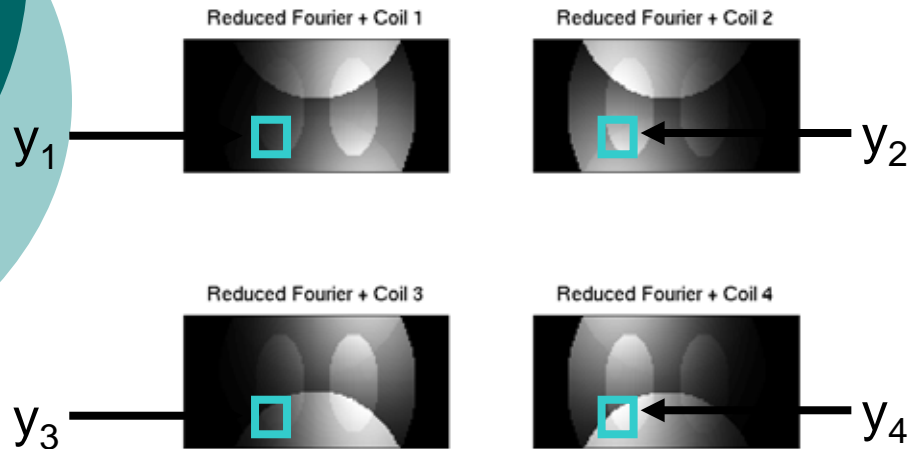 Reduced Fourier + Coil 1
Reduced Fourier + Coil 2
y₁
y₂
Reduced Fourier + Coil 3
Reduced Fourier + Coil 4
y₃
y₄